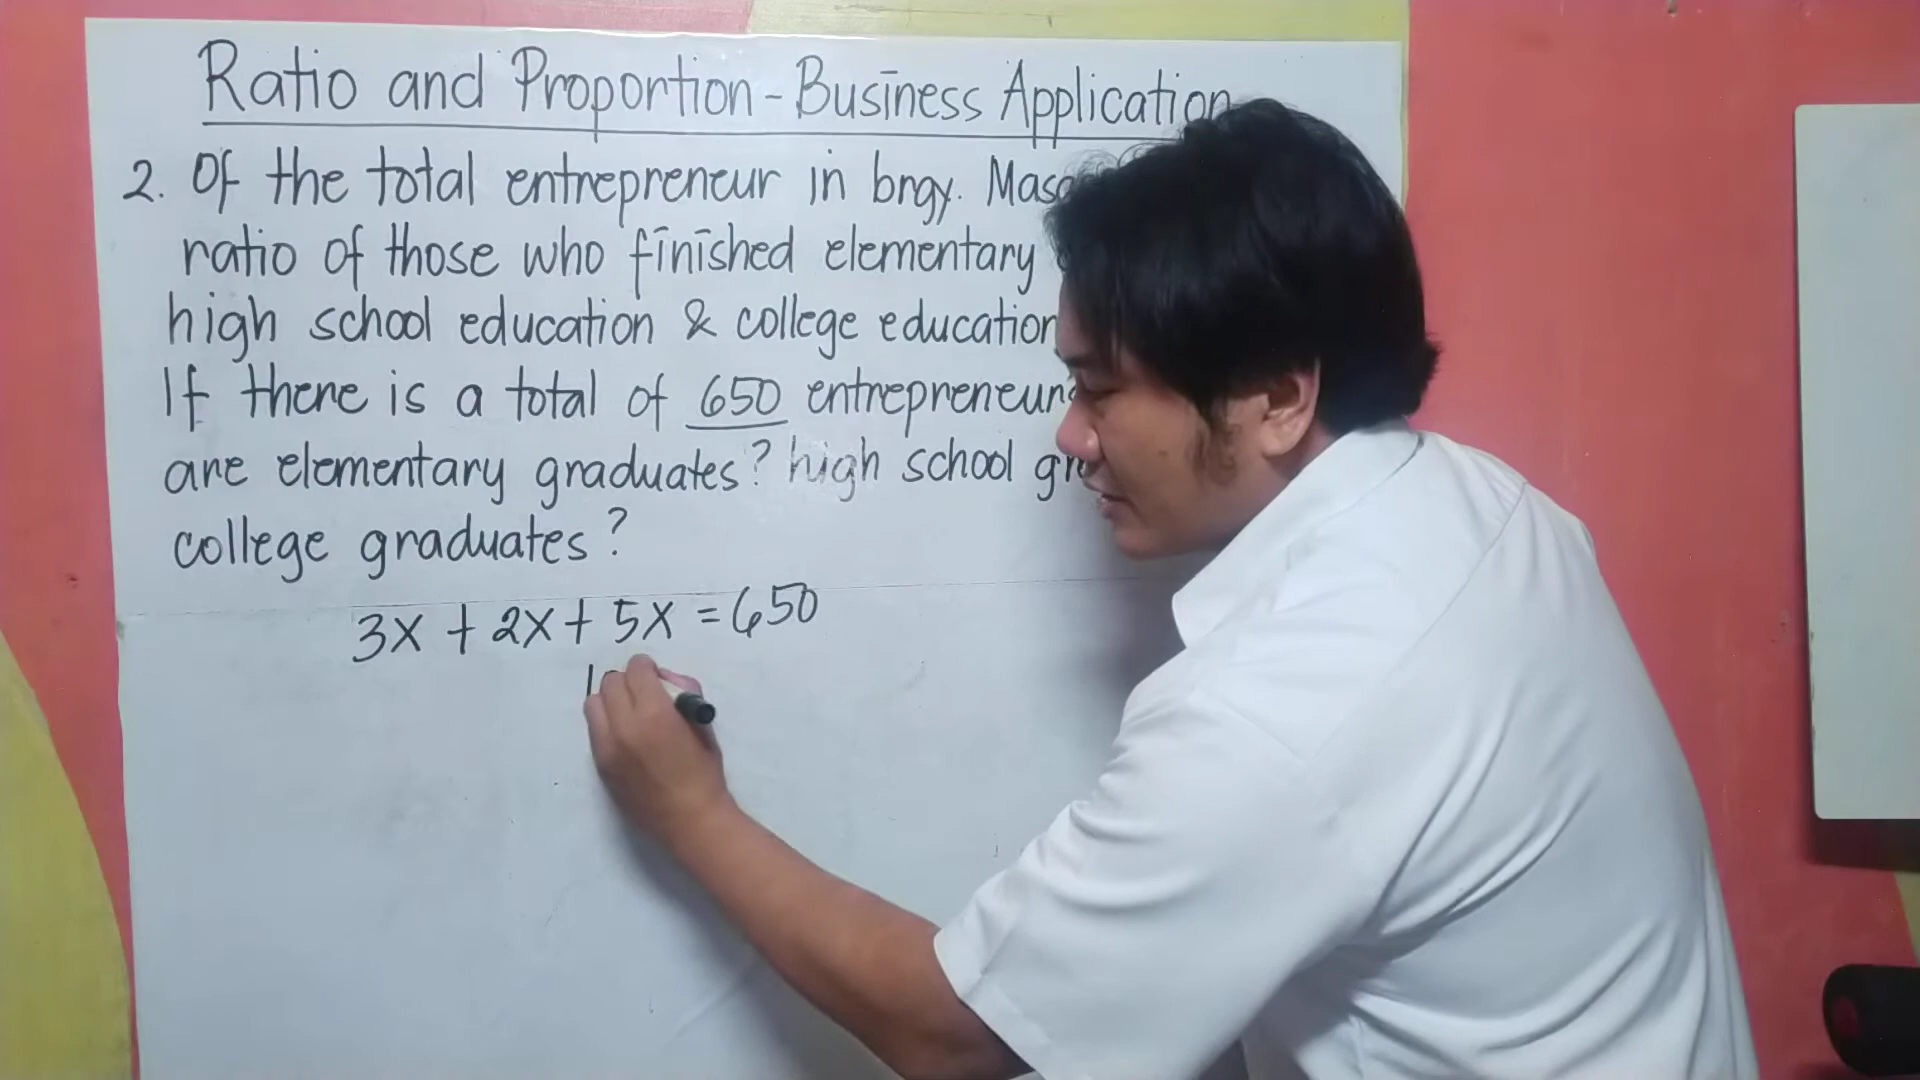 Ratio and Proportion - Business Application
2. Of the total entrepreneur in brgy.
ratio of those who finished elementary
high school education & college education
If there is a total of 650 entrepreneurs
are elementary graduates? high school
college graduates?
3x + 2x + 5x = 650